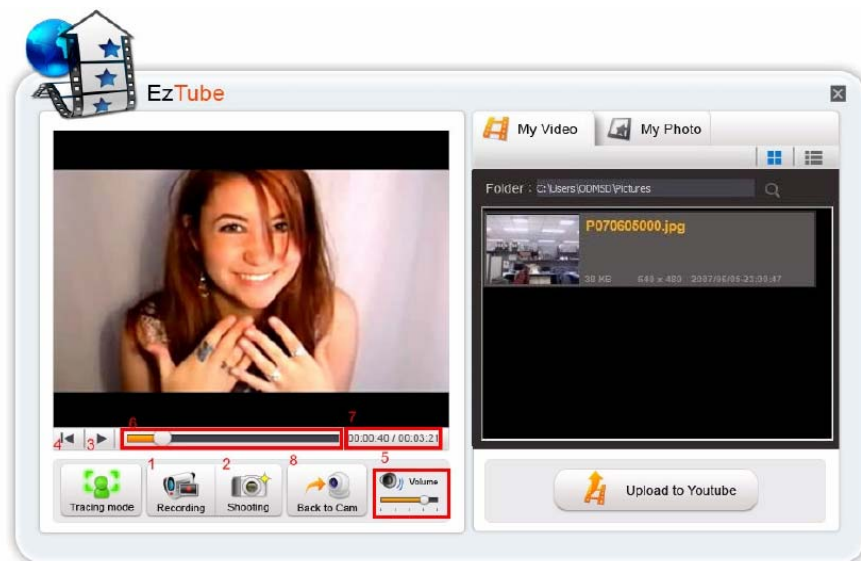 EzTube
My Video
My Photo
Folder : C:\Users\ODMSD\Pictures
P070605000.jpg
38 KB 640 x 480 2007/06/05-23:00:47
6
7
4
3
00:00.40 / 00:03.21
1
2
8
5
Tracing mode
Recording
Shooting
Back to Cam
Volume
Upload to Youtube